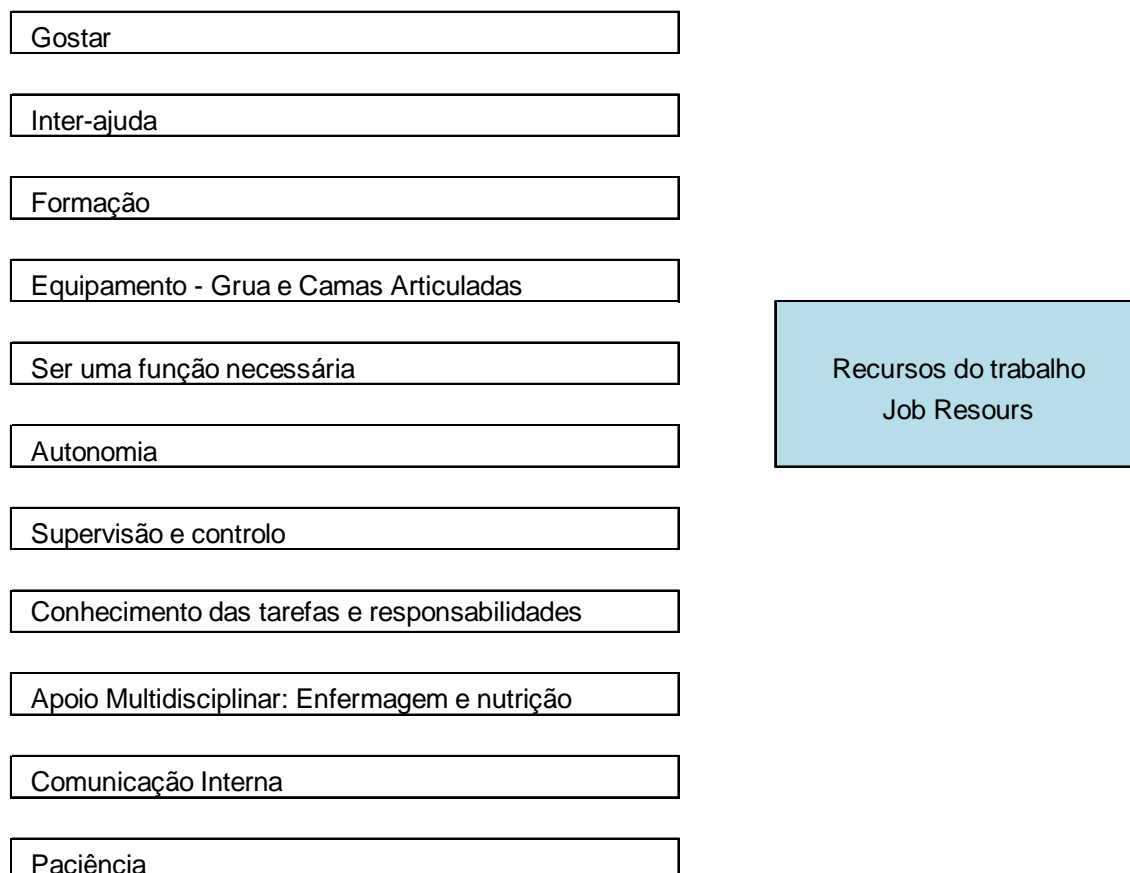 Gostar
Inter-ajuda
Formação
Equipamento - Grua e Camas Articuladas
Ser uma função necessária
Autonomia
Supervisão e controlo
Conhecimento das tarefas e responsabilidades
Apoio Multidisciplinar: Enfermagem e nutrição
Comunicação Interna
Paciência
Recursos do trabalho
Job Resours